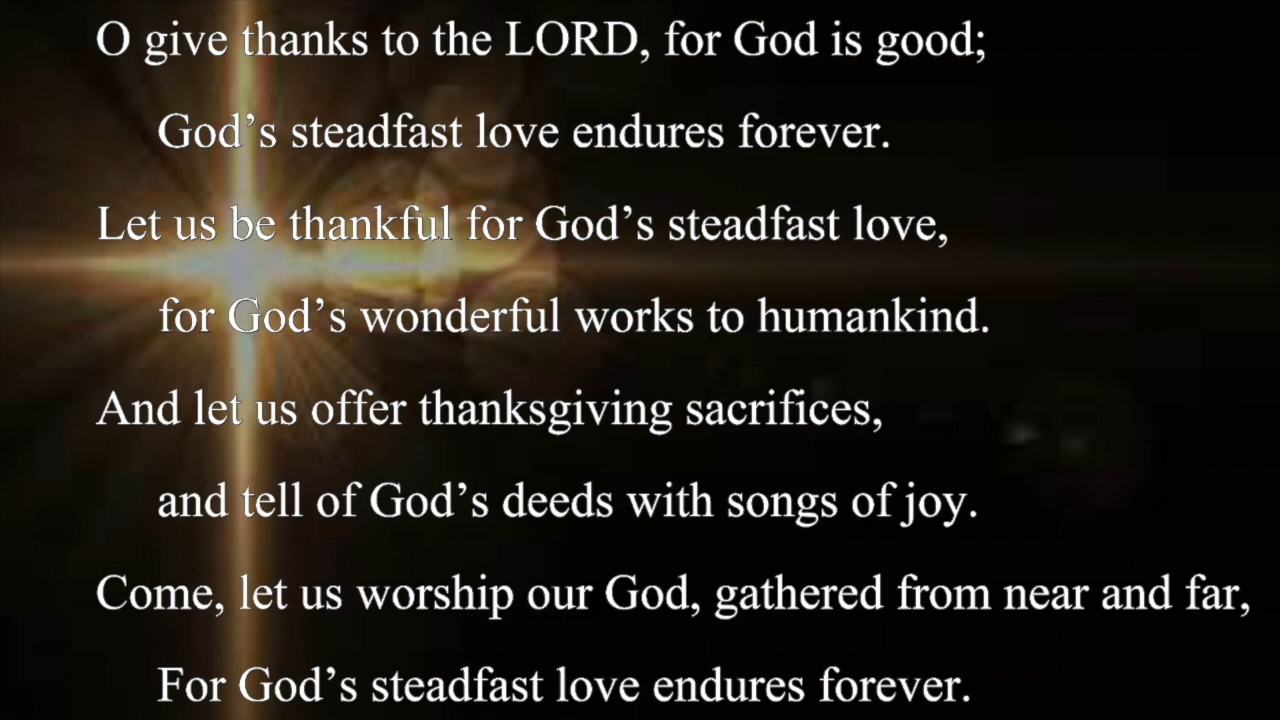 O give thanks to the LORD, for God is good;
God’s steadfast love endures forever.
Let us be thankful for God’s steadfast love,
for God’s wonderful works to humankind.
And let us offer thanksgiving sacrifices,
and tell of God’s deeds with songs of joy.
Come, let us worship our God, gathered from near and far,
For God’s steadfast love endures forever.